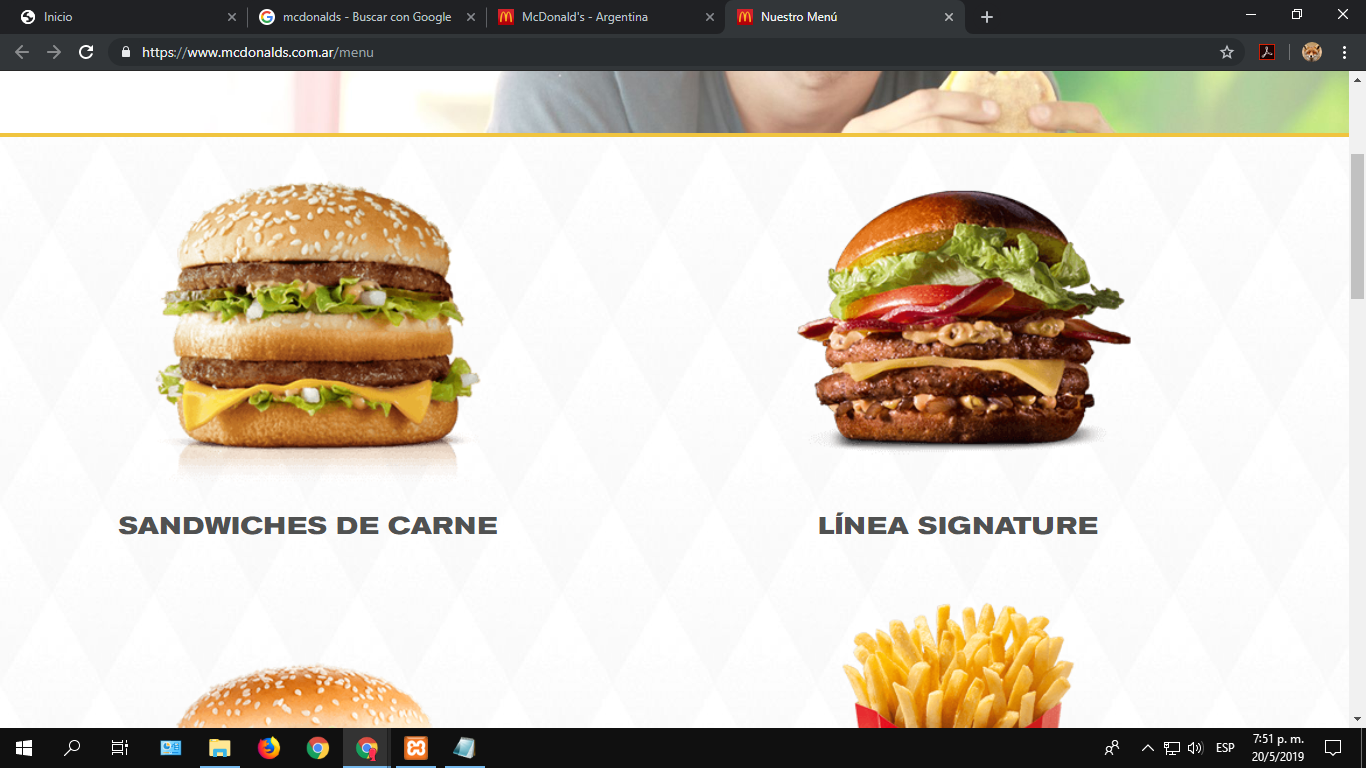 Inicio
mcdonalds - Buscar con Google
McDonald's - Argentina
Nuestro Menú
https://www.mcdonalds.com.ar/menu
SANDWICHES DE CARNE
LÍNEA SIGNATURE
ESP
7:51 p. m.
20/5/2019